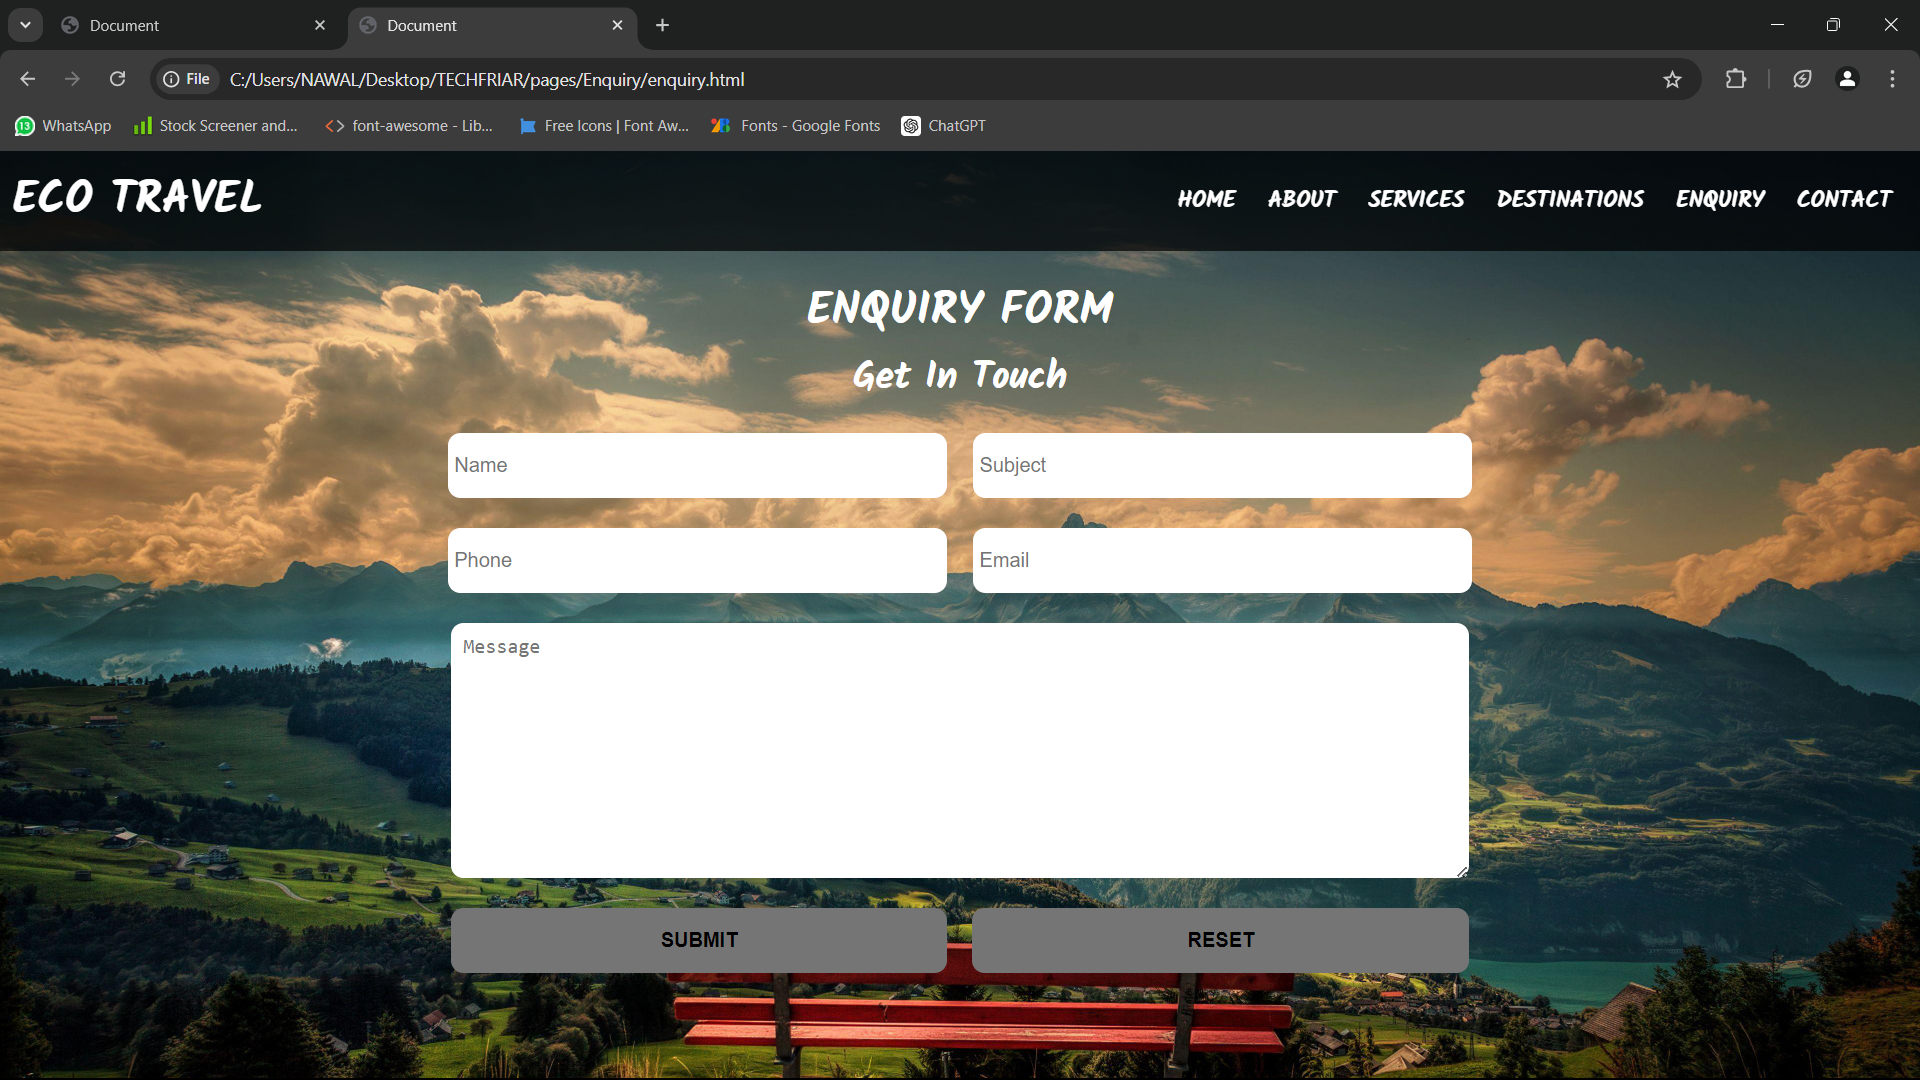 Document
Document
File
C:/Users/NAWAL/Desktop/TECHFRIAR/pages/Enquiry/enquiry.html
13 WhatsApp
Stock Screener and...
font-awesome - Lib...
Free Icons | Font Aw...
Fonts - Google Fonts
ChatGPT
ECO TRAVEL
HOME ABOUT SERVICES DESTINATIONS ENQUIRY CONTACT
ENQUIRY FORM
Get In Touch
Name
Subject
Phone
Email
Message
SUBMIT
RESET